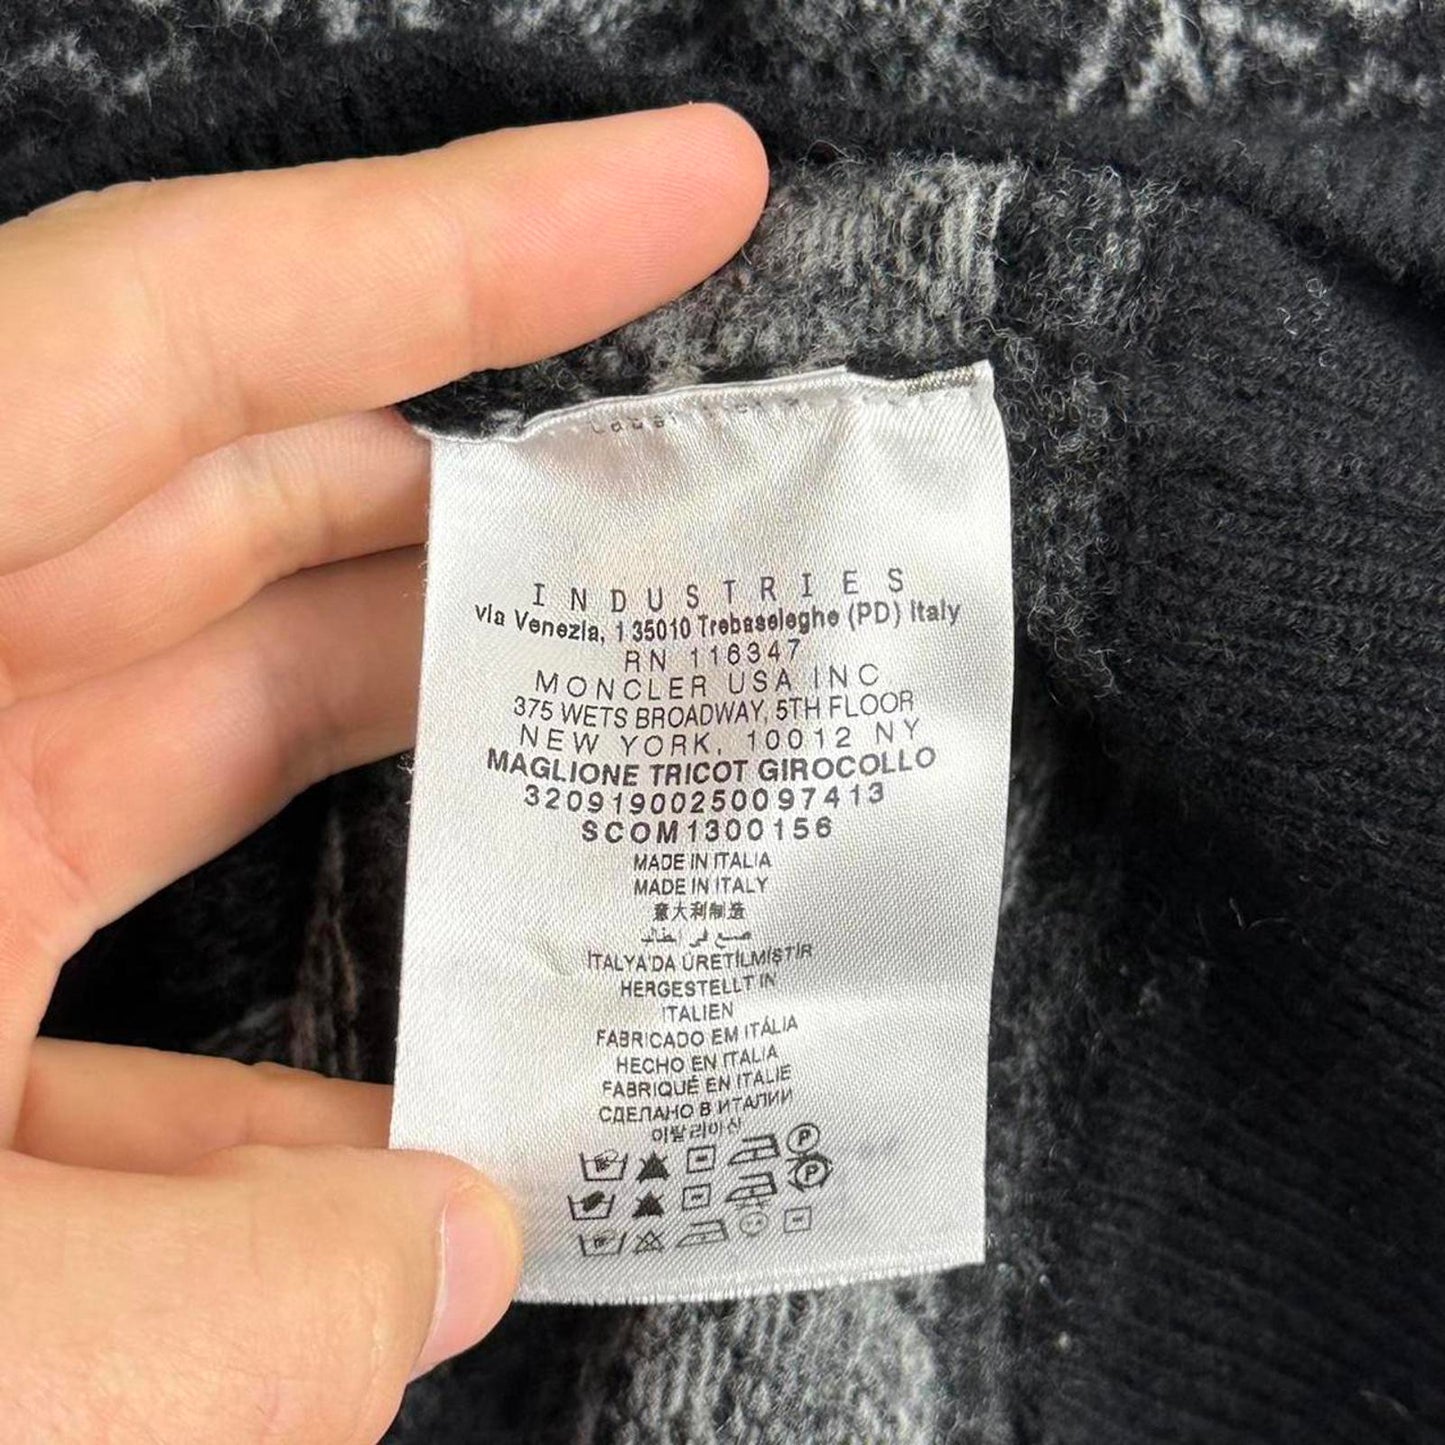 INDUSTRIES
via Venezia, 1 35010 Trebaseleghe (PD) Italy
RN 116347
MONCLER USA INC
375 WETS BROADWAY, 5TH FLOOR
NEW YORK, 10012 NY
MAGLIONE TRICOT GIROCOLLO
32091900250097413
SCOM1300156
MADE IN ITALIA
MADE IN ITALY
意大利制造
صنع في إيطاليا
İTALYA'DA ÜRETİLMİŞTİR
HERGESTELLT IN
ITALIEN
FABRICADO EM ITÁLIA
HECHO EN ITALIA
FABRIQUÉ EN ITALIE
СДЕЛАНО В ИТАЛИИ
이탈리아산
P
P